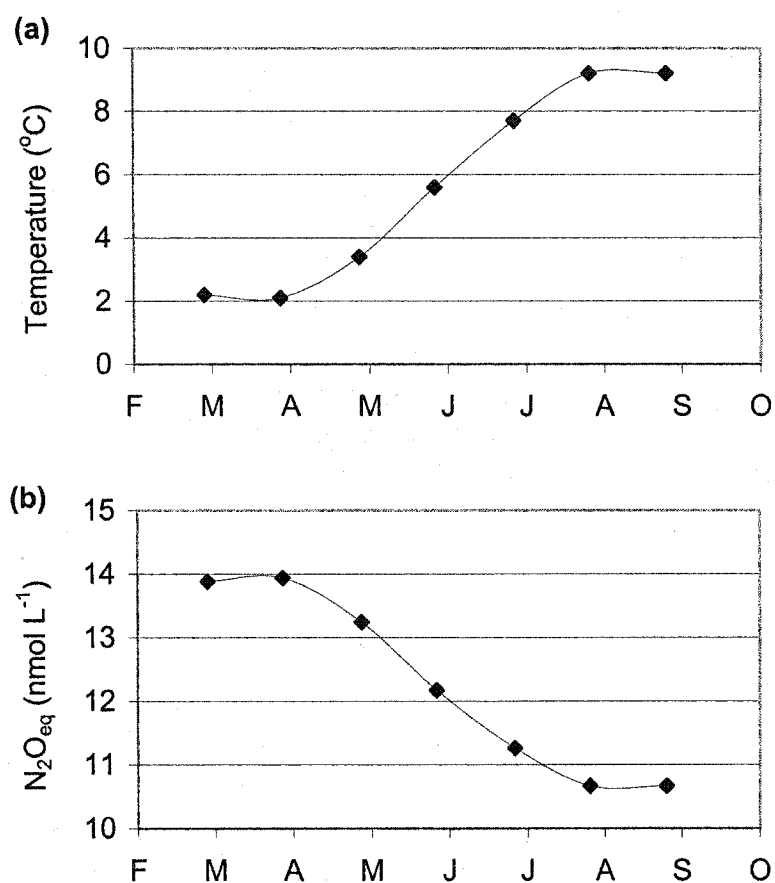 (a)
10
8
6
4
2
0
Temperature (°C)
F M A M J J A S O
(b)
15
14
13
12
11
10
N₂Oeq (nmol L⁻¹)
F M A M J J A S O